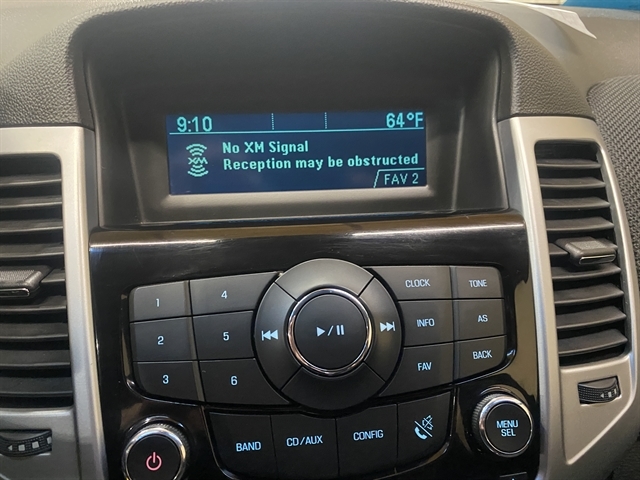 9:10 64°F
XM No XM Signal
Reception may be obstructed
FAV 2
1 4 CLOCK TONE
2 5 INFO AS
3 6 FAV BACK
BAND CD/AUX CONFIG
MENU
SEL